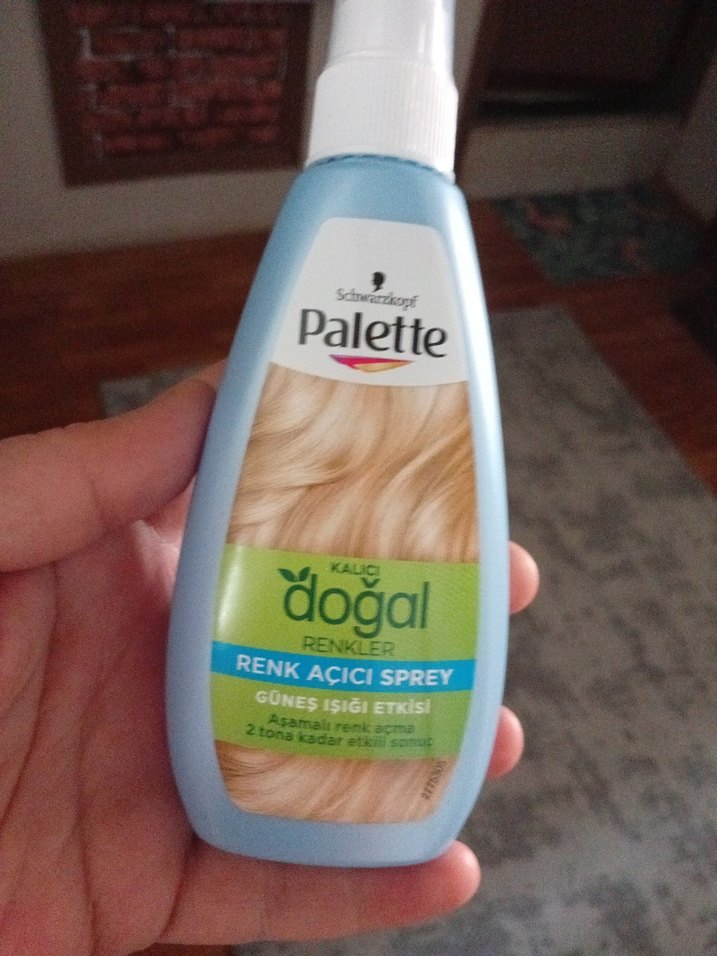 Schwarzkopf
Palette
KALICI
doğal
RENKLER
RENK AÇICI SPREY
GÜNEŞ IŞIĞI ETKİSİ
Aşamalı renk açma
2 tona kadar etkili sonuç